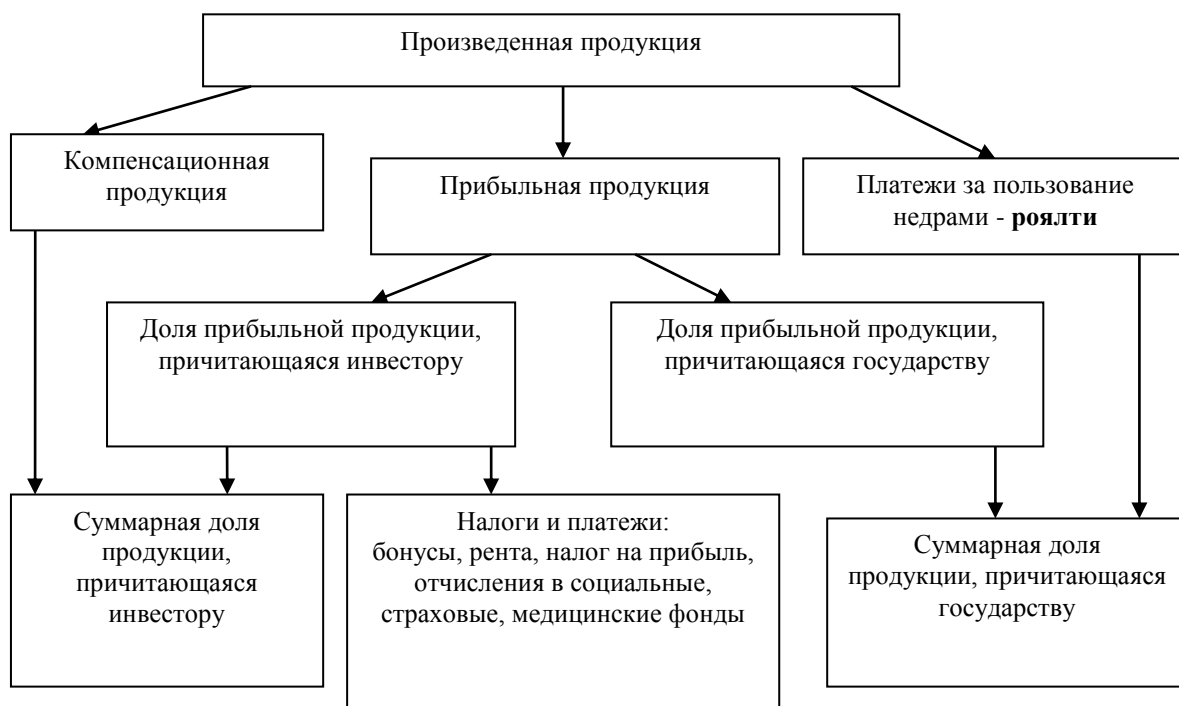 Произведенная продукция
Компенсационная
продукция
Прибыльная продукция
Платежи за пользование
недрами - роялти
Доля прибыльной продукции,
причитающаяся инвестору
Доля прибыльной продукции,
причитающаяся государству
Суммарная доля
продукции,
причитающаяся
инвестору
Налоги и платежи:
бонусы, рента, налог на прибыль,
отчисления в социальные,
страховые, медицинские фонды
Суммарная доля
продукции, причитающаяся
государству